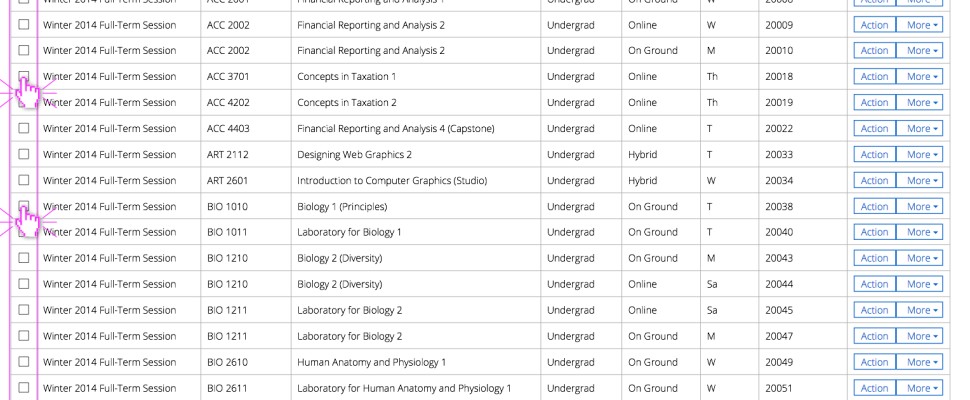 Winter 2014 Full-Term Session ACC 2001 Financial Reporting and Analysis 1 Undergrad On Ground W 20008 Action More
Winter 2014 Full-Term Session ACC 2002 Financial Reporting and Analysis 2 Undergrad Online W 20009 Action More
Winter 2014 Full-Term Session ACC 2002 Financial Reporting and Analysis 2 Undergrad On Ground M 20010 Action More
Winter 2014 Full-Term Session ACC 3701 Concepts in Taxation 1 Undergrad Online Th 20018 Action More
Winter 2014 Full-Term Session ACC 4202 Concepts in Taxation 2 Undergrad Online Th 20019 Action More
Winter 2014 Full-Term Session ACC 4403 Financial Reporting and Analysis 4 (Capstone) Undergrad Online T 20022 Action More
Winter 2014 Full-Term Session ART 2112 Designing Web Graphics 2 Undergrad Hybrid T 20033 Action More
Winter 2014 Full-Term Session ART 2601 Introduction to Computer Graphics (Studio) Undergrad Hybrid W 20034 Action More
Winter 2014 Full-Term Session BIO 1010 Biology 1 (Principles) Undergrad On Ground T 20038 Action More
Winter 2014 Full-Term Session BIO 1011 Laboratory for Biology 1 Undergrad On Ground T 20040 Action More
Winter 2014 Full-Term Session BIO 1210 Biology 2 (Diversity) Undergrad On Ground M 20043 Action More
Winter 2014 Full-Term Session BIO 1210 Biology 2 (Diversity) Undergrad Online Sa 20044 Action More
Winter 2014 Full-Term Session BIO 1211 Laboratory for Biology 2 Undergrad Online Sa 20045 Action More
Winter 2014 Full-Term Session BIO 1211 Laboratory for Biology 2 Undergrad On Ground M 20047 Action More
Winter 2014 Full-Term Session BIO 2610 Human Anatomy and Physiology 1 Undergrad On Ground W 20049 Action More
Winter 2014 Full-Term Session BIO 2611 Laboratory for Human Anatomy and Physiology 1 Undergrad On Ground W 20051 Action More